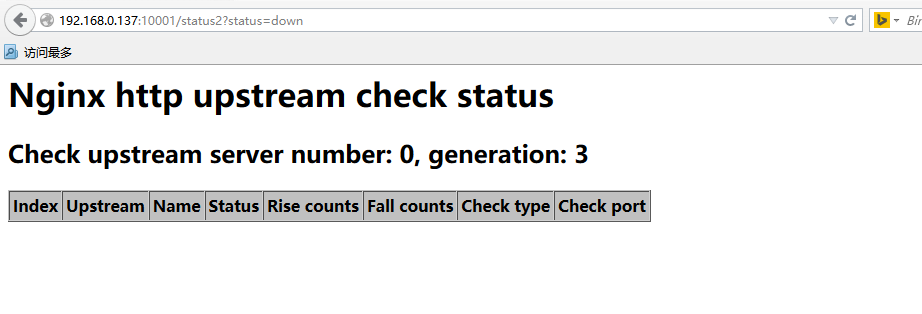 192.168.0.137:10001/status2?status=down
Bin
访问最多
Nginx http upstream check status
Check upstream server number: 0, generation: 3
Index Upstream Name Status Rise counts Fall counts Check type Check port